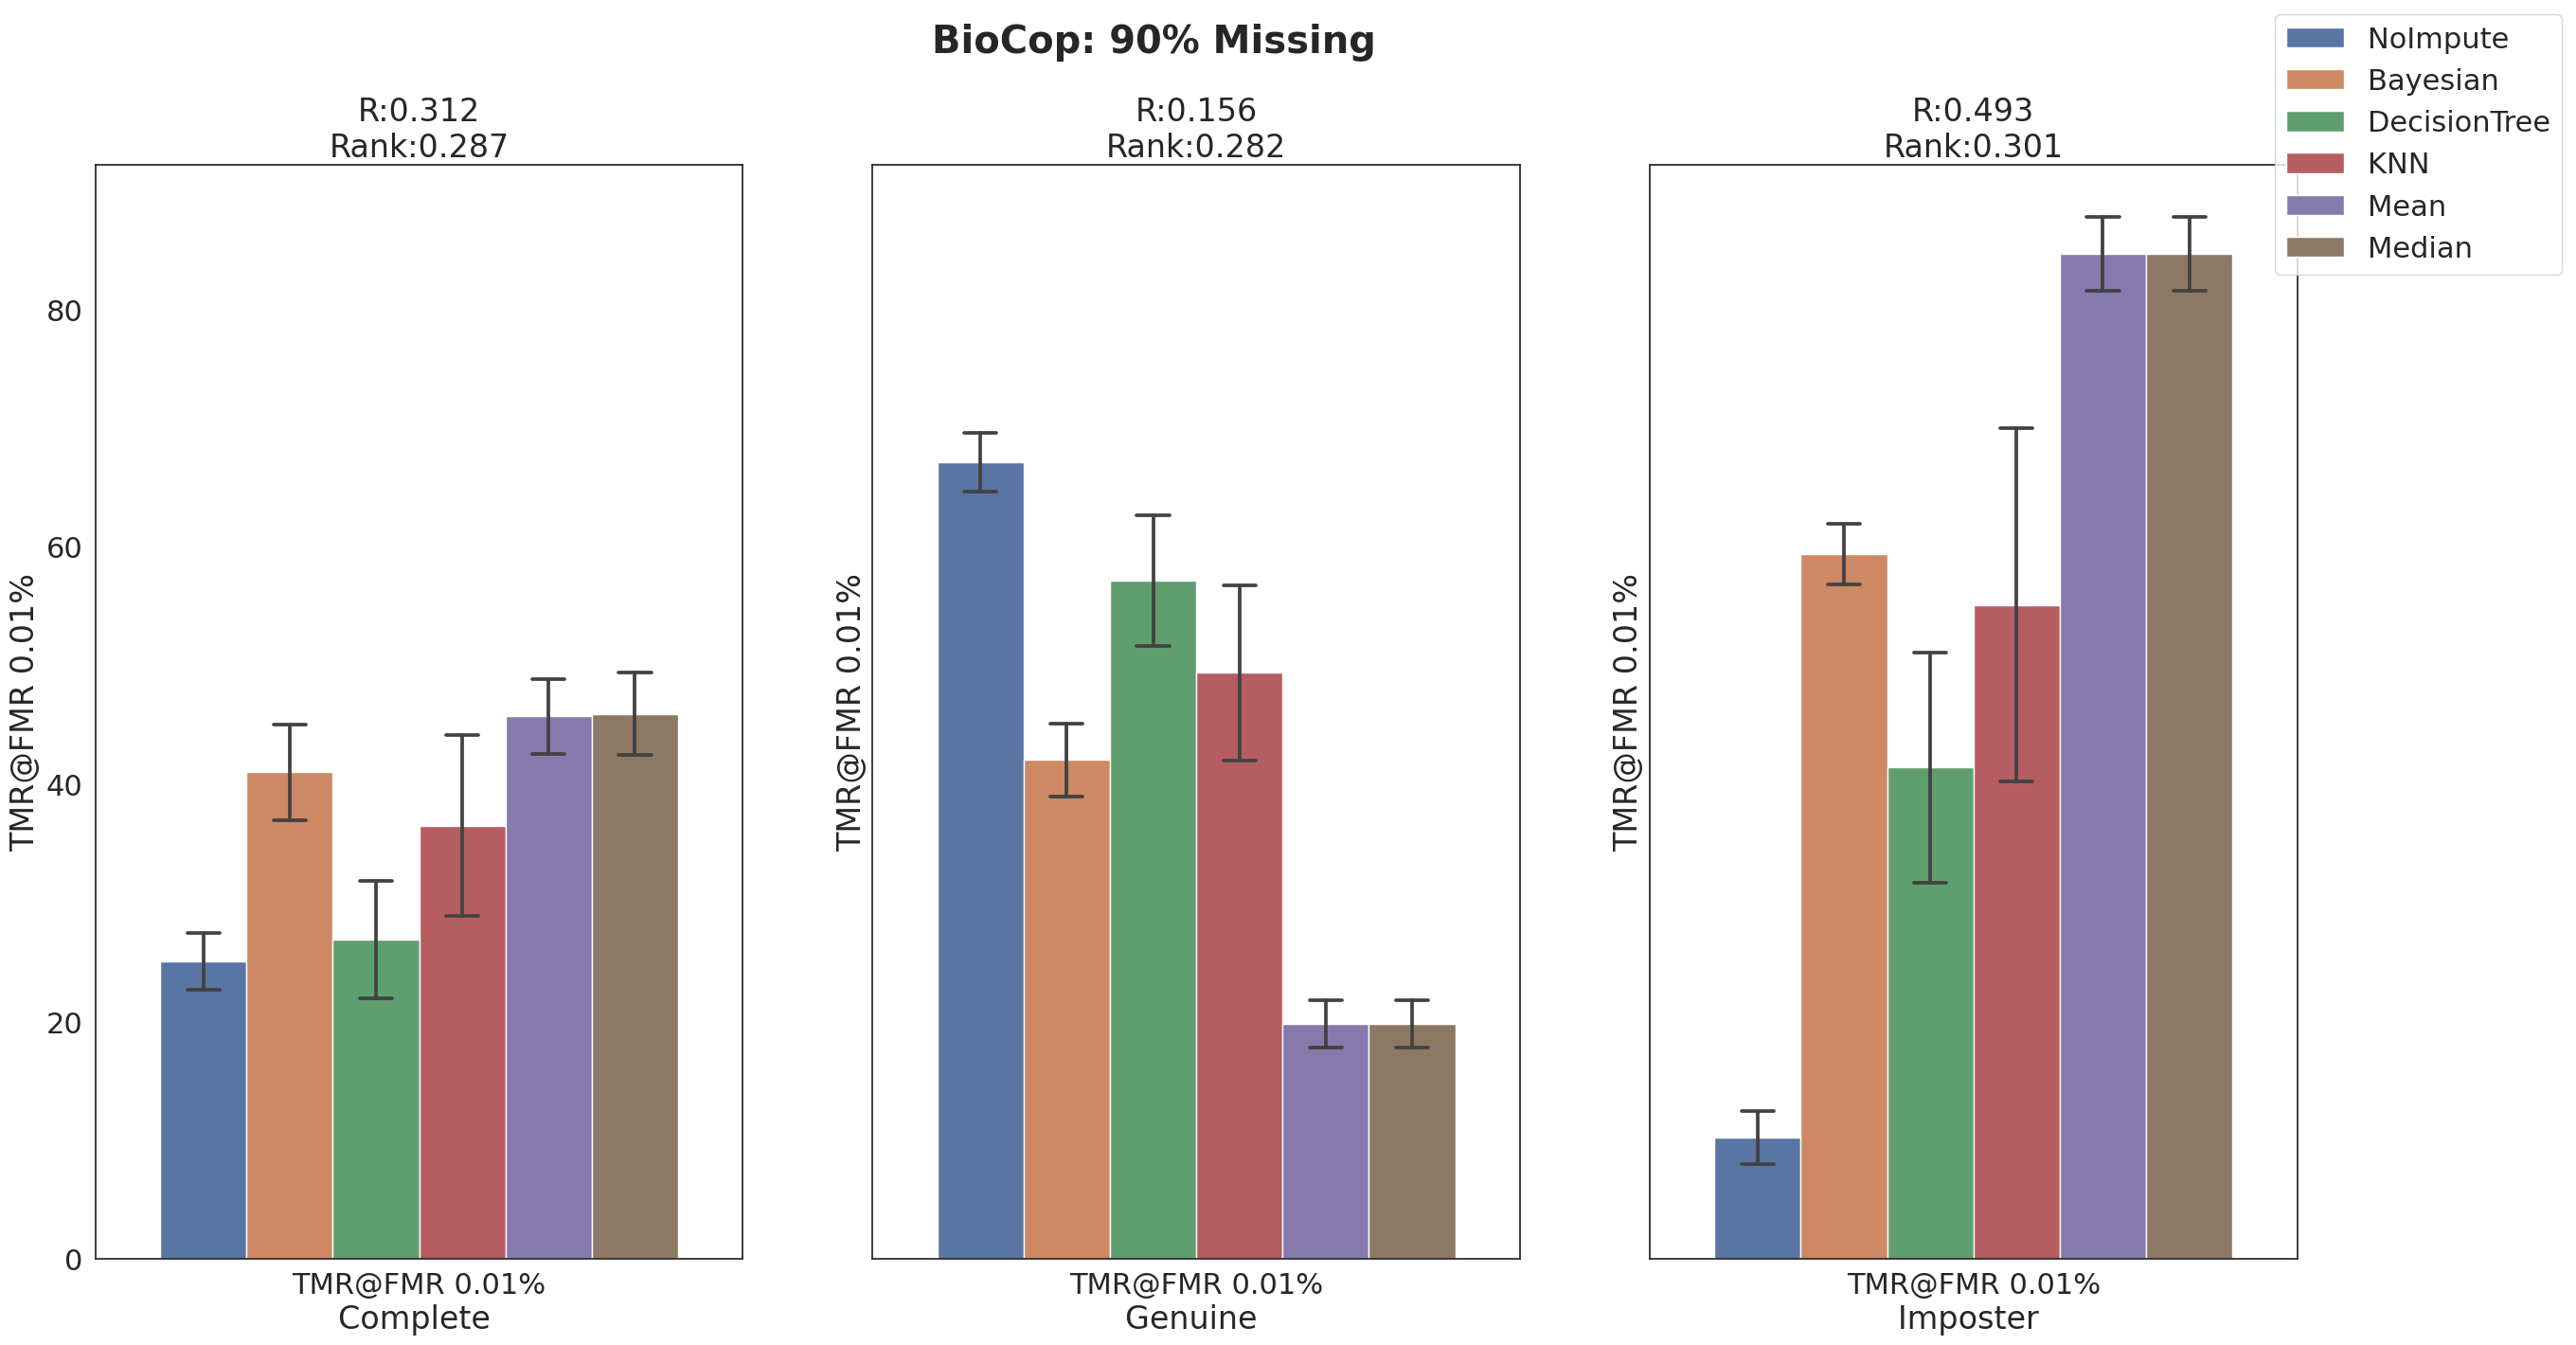 BioCop: 90% Missing
NoImpute
Bayesian
DecisionTree
KNN
Mean
Median
R:0.312
Rank:0.287
R:0.156
Rank:0.282
R:0.493
Rank:0.301
TMR@FMR 0.01%
80
60
40
20
0
TMR@FMR 0.01%
Complete
TMR@FMR 0.01%
TMR@FMR 0.01%
Genuine
TMR@FMR 0.01%
TMR@FMR 0.01%
Imposter